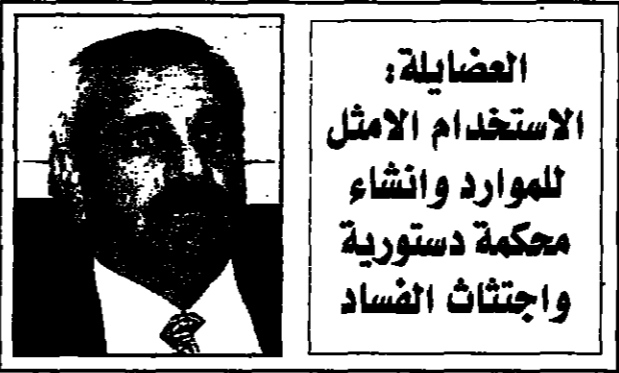 العضايلة:
الاستخدام الامثل
للموارد وانشاء
محكمة دستورية
واجتثاث الفساد